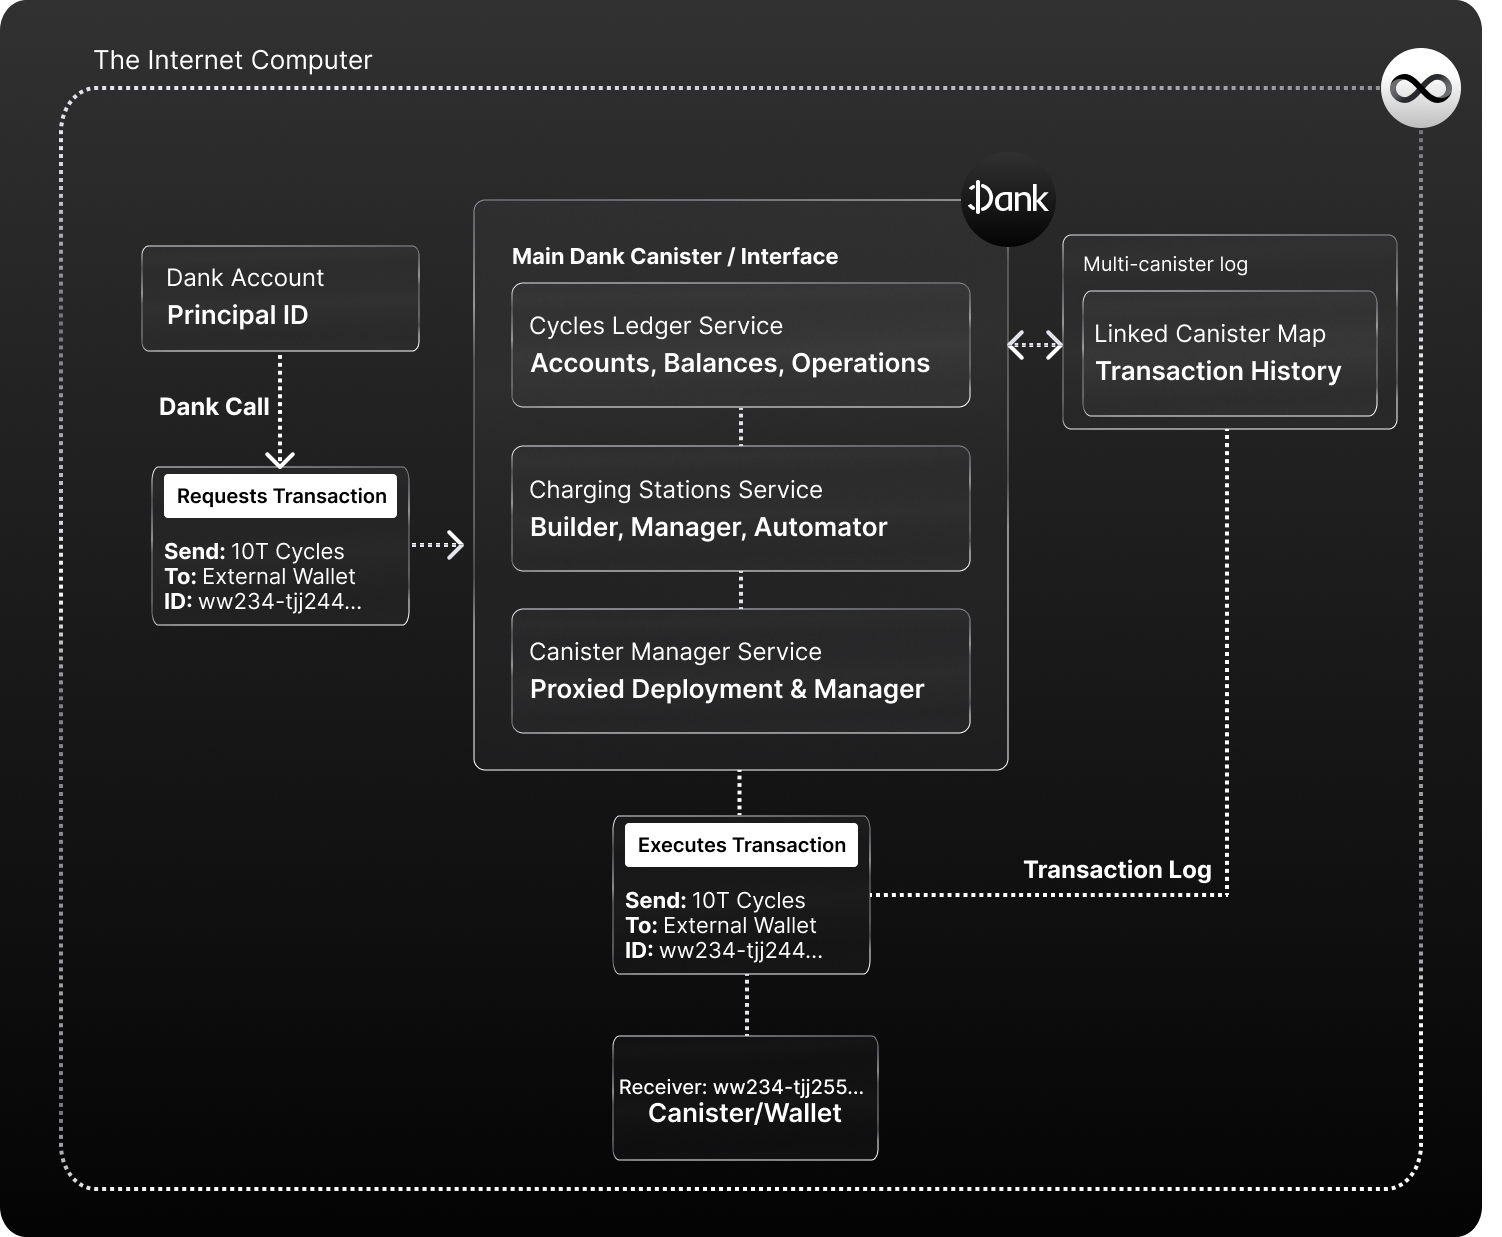 The Internet Computer
Dank
Dank Account
Principal ID
Dank Call
Requests Transaction
Send: 10T Cycles
To: External Wallet
ID: ww234-tjj244...
Main Dank Canister / Interface
Cycles Ledger Service
Accounts, Balances, Operations
Charging Stations Service
Builder, Manager, Automator
Canister Manager Service
Proxied Deployment & Manager
Multi-canister log
Linked Canister Map
Transaction History
Executes Transaction
Send: 10T Cycles
To: External Wallet
ID: ww234-tjj244...
Transaction Log
Receiver: ww234-tjj255...
Canister/Wallet